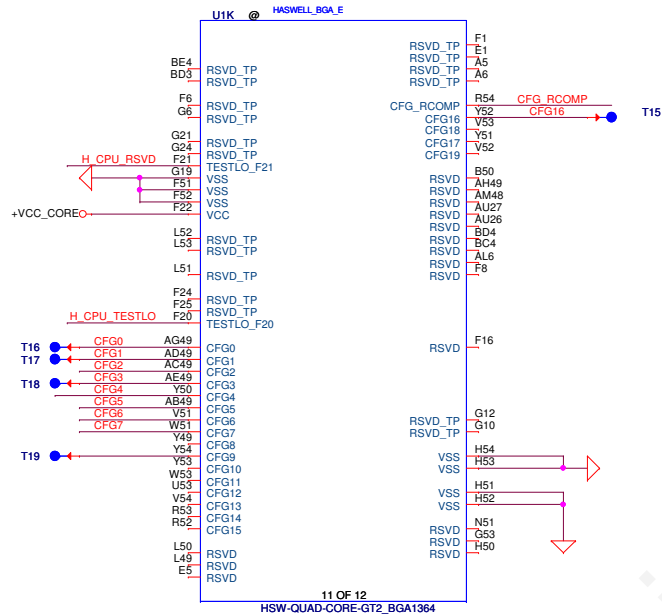 U1K @ HASWELL_BGA_E
F1
RSVD_TP E1
RSVD_TP A5
BE4 RSVD_TP RSVD_TP A6
BD3 RSVD_TP RSVD_TP
F6 RSVD_TP CFG_RCOMP R54 CFG_RCOMP
G6 RSVD_TP CFG16 Y52 CFG16 T15
CFG18 V53
G21 RSVD_TP CFG17 Y51
G24 RSVD_TP CFG19 V52
H_CPU_RSVD F21 TESTLO_F21
G19 VSS RSVD B50
F51 VSS RSVD AH49
F52 VSS RSVD AM48
+VCC_CORE F22 VCC RSVD AU27
RSVD AU26
L52 RSVD_TP RSVD BD4
L53 RSVD_TP RSVD BC4
RSVD AL6
L51 RSVD_TP RSVD F8
F24 RSVD_TP
F25 RSVD_TP
H_CPU_TESTLO F20 TESTLO_F20
T16 CFG0 AG49 CFG0 RSVD F16
T17 CFG1 AD49 CFG1
CFG2 AC49 CFG2
T18 CFG3 AE49 CFG3
CFG4 Y50 CFG4
CFG5 AB49 CFG5
CFG6 V51 CFG6 RSVD_TP G12
CFG7 W51 CFG7 RSVD_TP G10
Y49 CFG8
T19 Y54 CFG9 VSS H54
Y53 CFG10 VSS H53
W53 CFG11
U53 CFG12 VSS H51
V54 CFG13 VSS H52
R53 CFG14
R52 CFG15 RSVD N51
RSVD G53
L50 RSVD RSVD H50
L49 RSVD
E5 RSVD
11 OF 12
HSW-QUAD-CORE-GT2_BGA1364